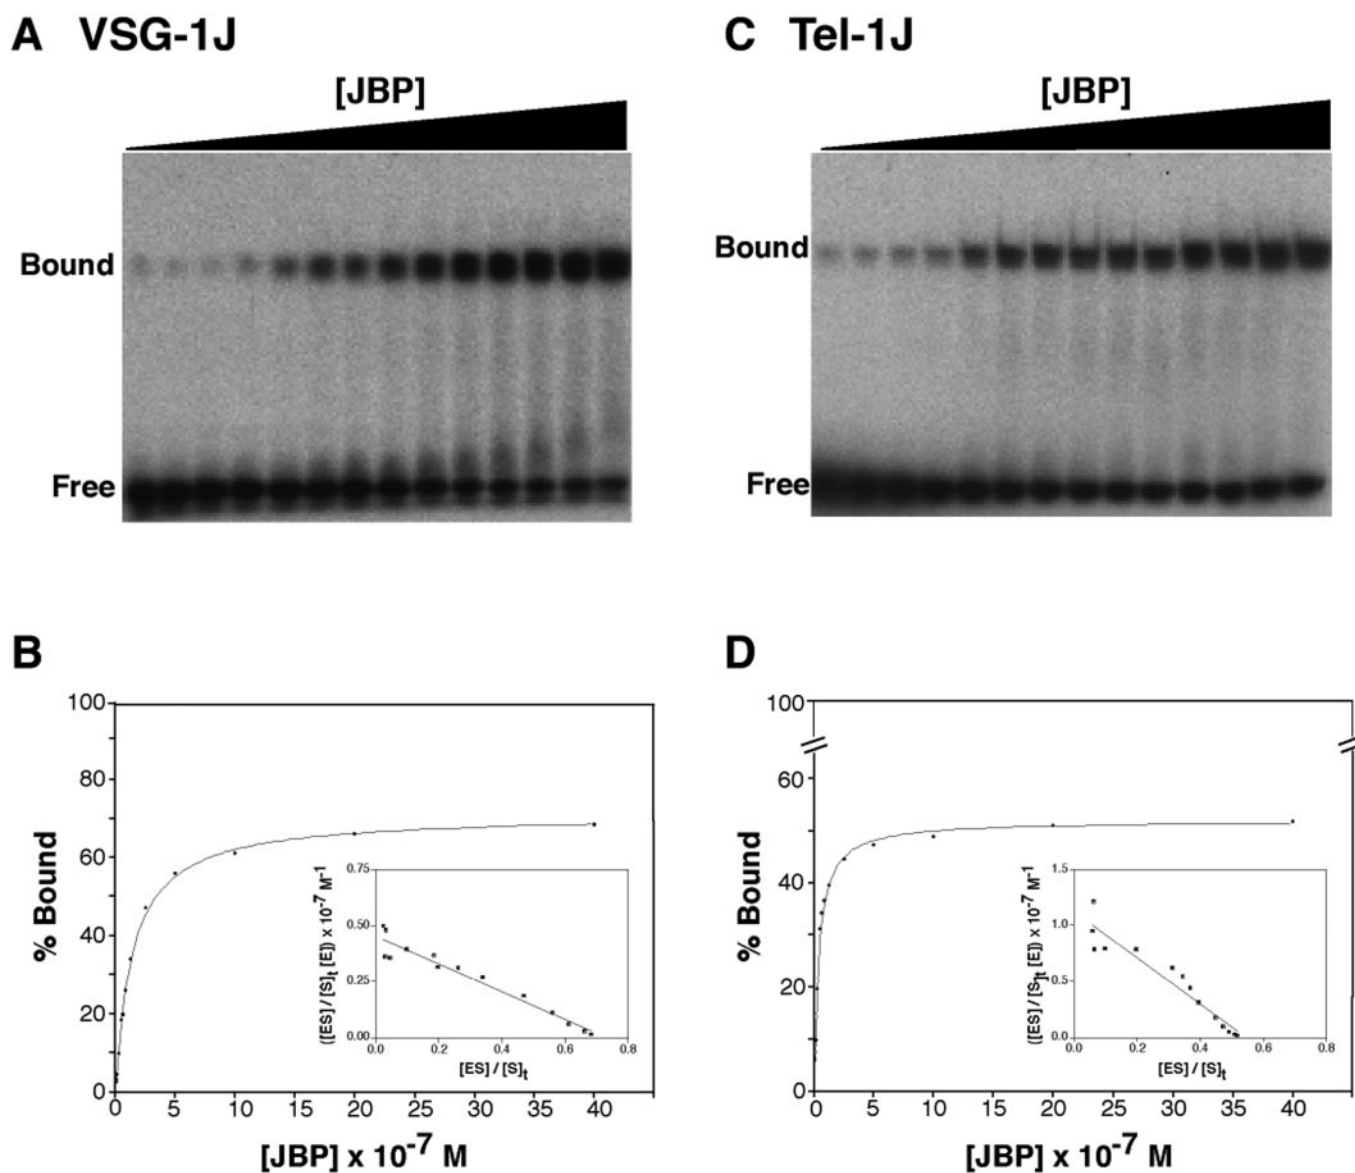 A VSG-1J
[JBP]
Bound
Free
C Tel-1J
[JBP]
Bound
Free
B
100
80
60
40
20
0
% Bound
0 5 10 15 20 25 30 35 40
[JBP] x 10⁻⁷ M
0.75
0.50
0.25
0.00
([ES] / [S]t [E]) x 10⁻⁷ M⁻¹
0.0 0.2 0.4 0.6 0.8
[ES] / [S]t
D
100
60
40
20
0
% Bound
0 5 10 15 20 25 30 35 40
[JBP] x 10⁻⁷ M
1.5
1.0
0.5
0.0
([ES] / [S]t [E]) x 10⁻⁷ M⁻¹
0.0 0.2 0.4 0.6 0.8
[ES] / [S]t